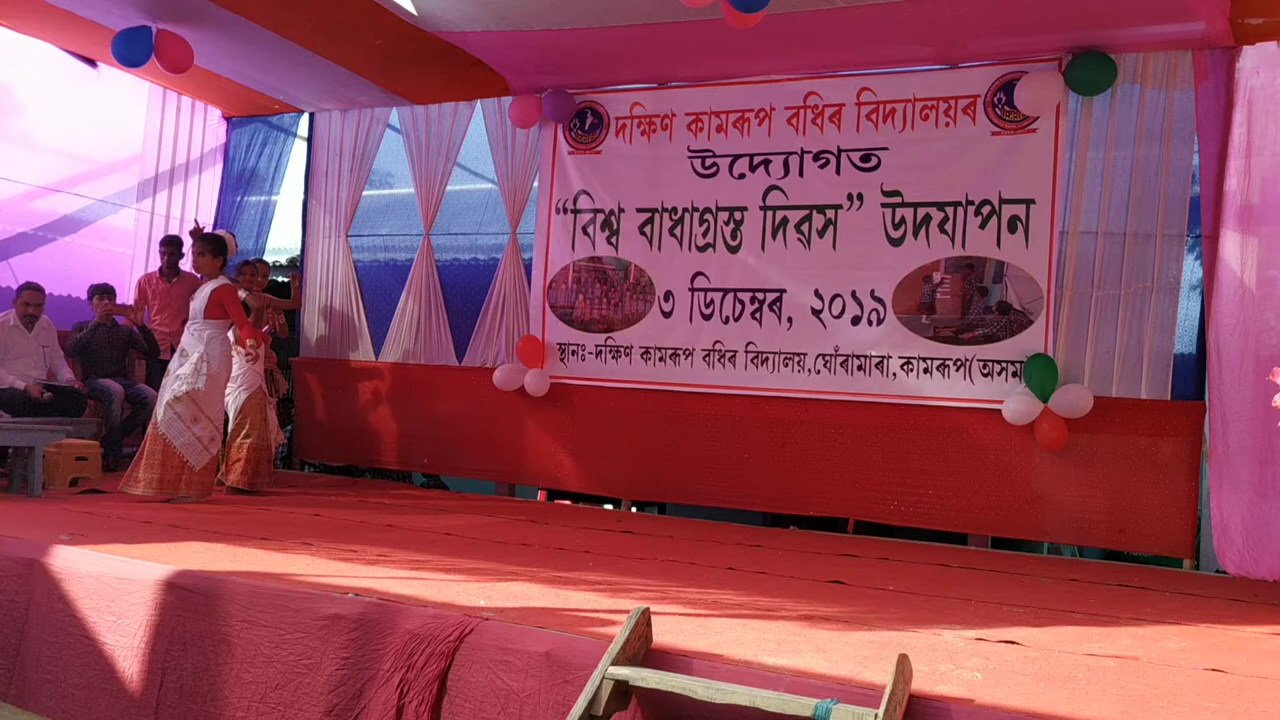 দক্ষিণ কামৰূপ বধিৰ বিদ্যালয়ৰ
উদ্যোগত
“বিশ্ব বাধাগ্ৰস্ত দিৱস” উদযাপন
৩ ডিচেম্বৰ, ২০১৯
স্থানঃ-দক্ষিণ কামৰূপ বধিৰ বিদ্যালয়,ঘোঁৰামাৰা,কামৰূপ(অসম